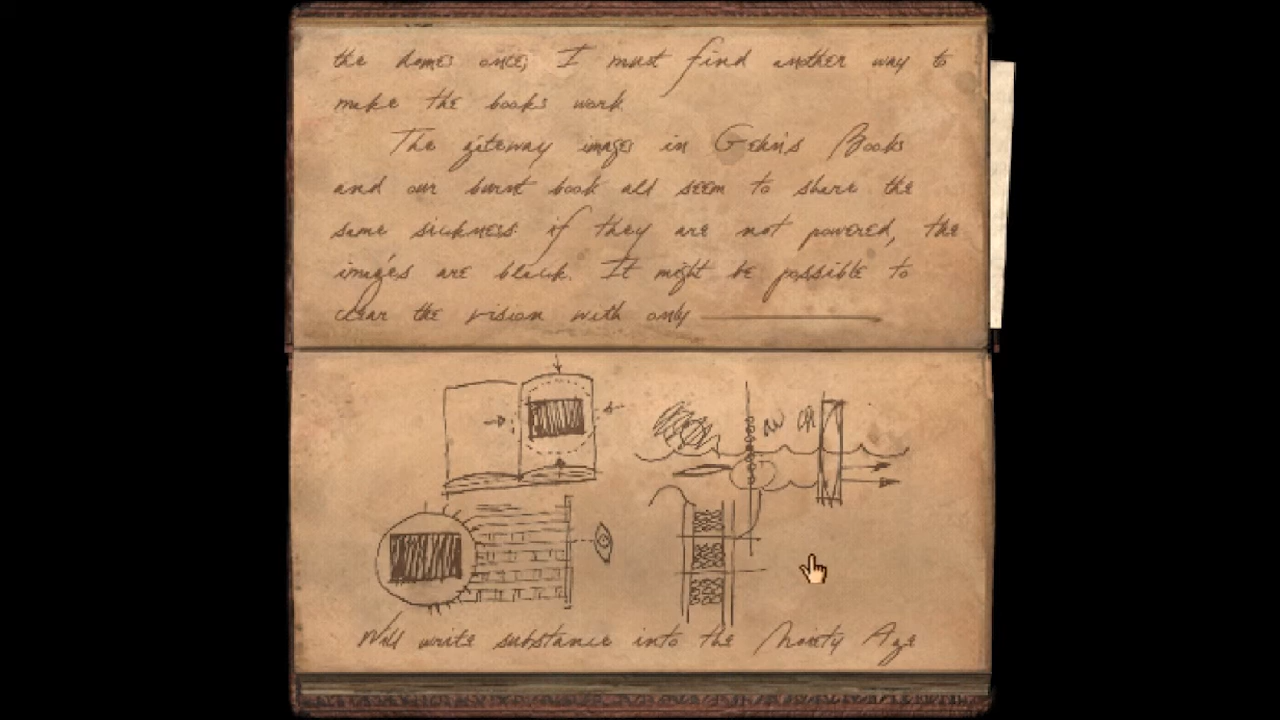 the domes once, I must find another way to
make the books work.
The gateway images in Gehn's Books
and our burnt book all seem to share the
same sickness: if they are not powered, the
images are black. It might be possible to
clear the vision with only
Will write substance into the Moiety Age